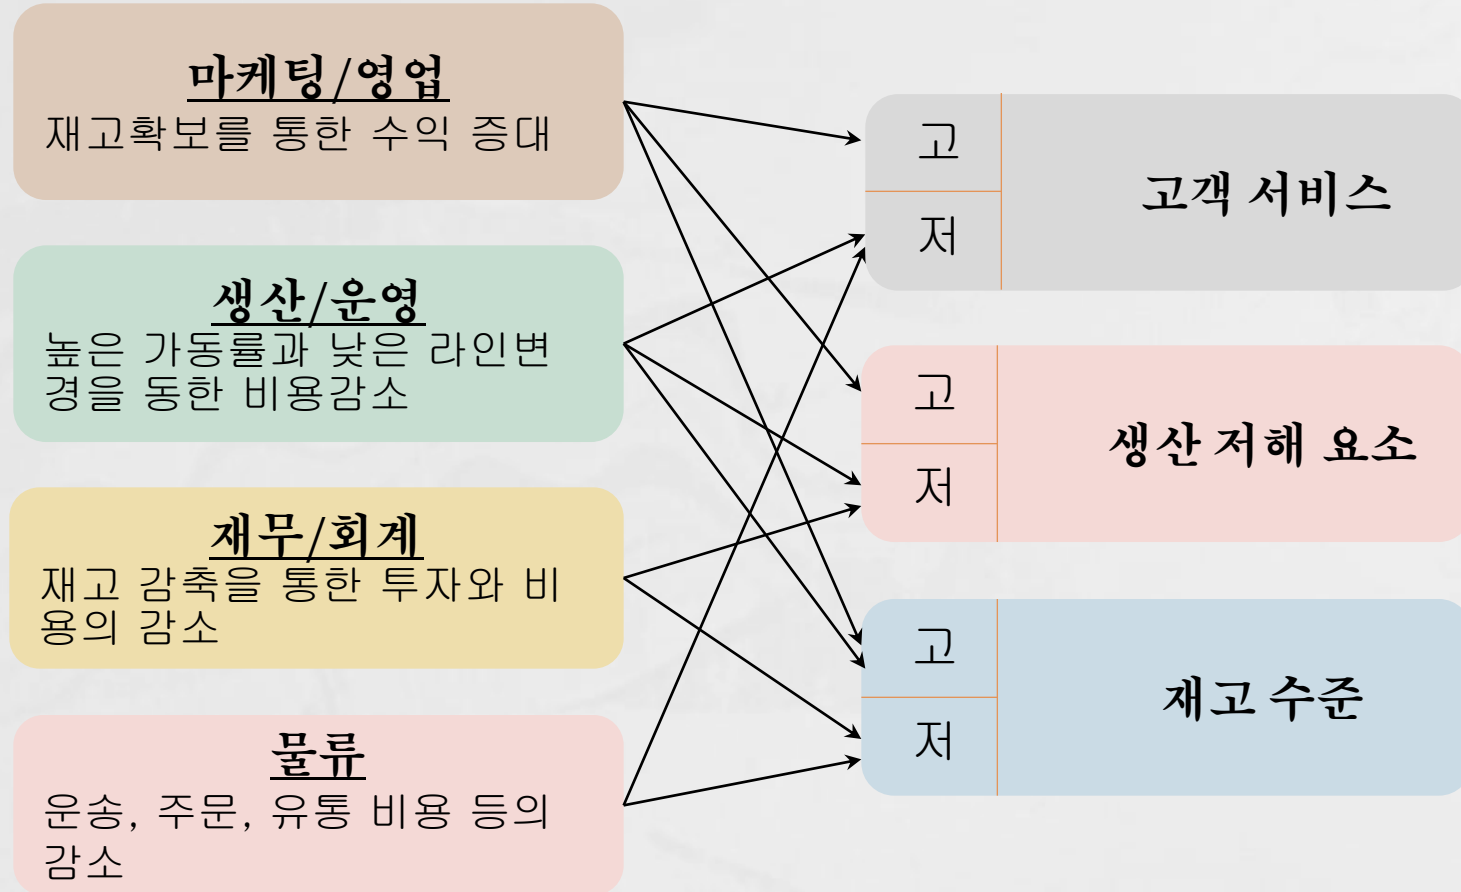 마케팅/영업
재고확보를 통한 수익 증대
생산/운영
높은 가동률과 낮은 라인변
경을 동한 비용감소
재무/회계
재고 감축을 통한 투자와 비
용의 감소
물류
운송, 주문, 유통 비용 등의
감소
고
저
고객 서비스
고
저
생산 저해 요소
고
저
재고 수준